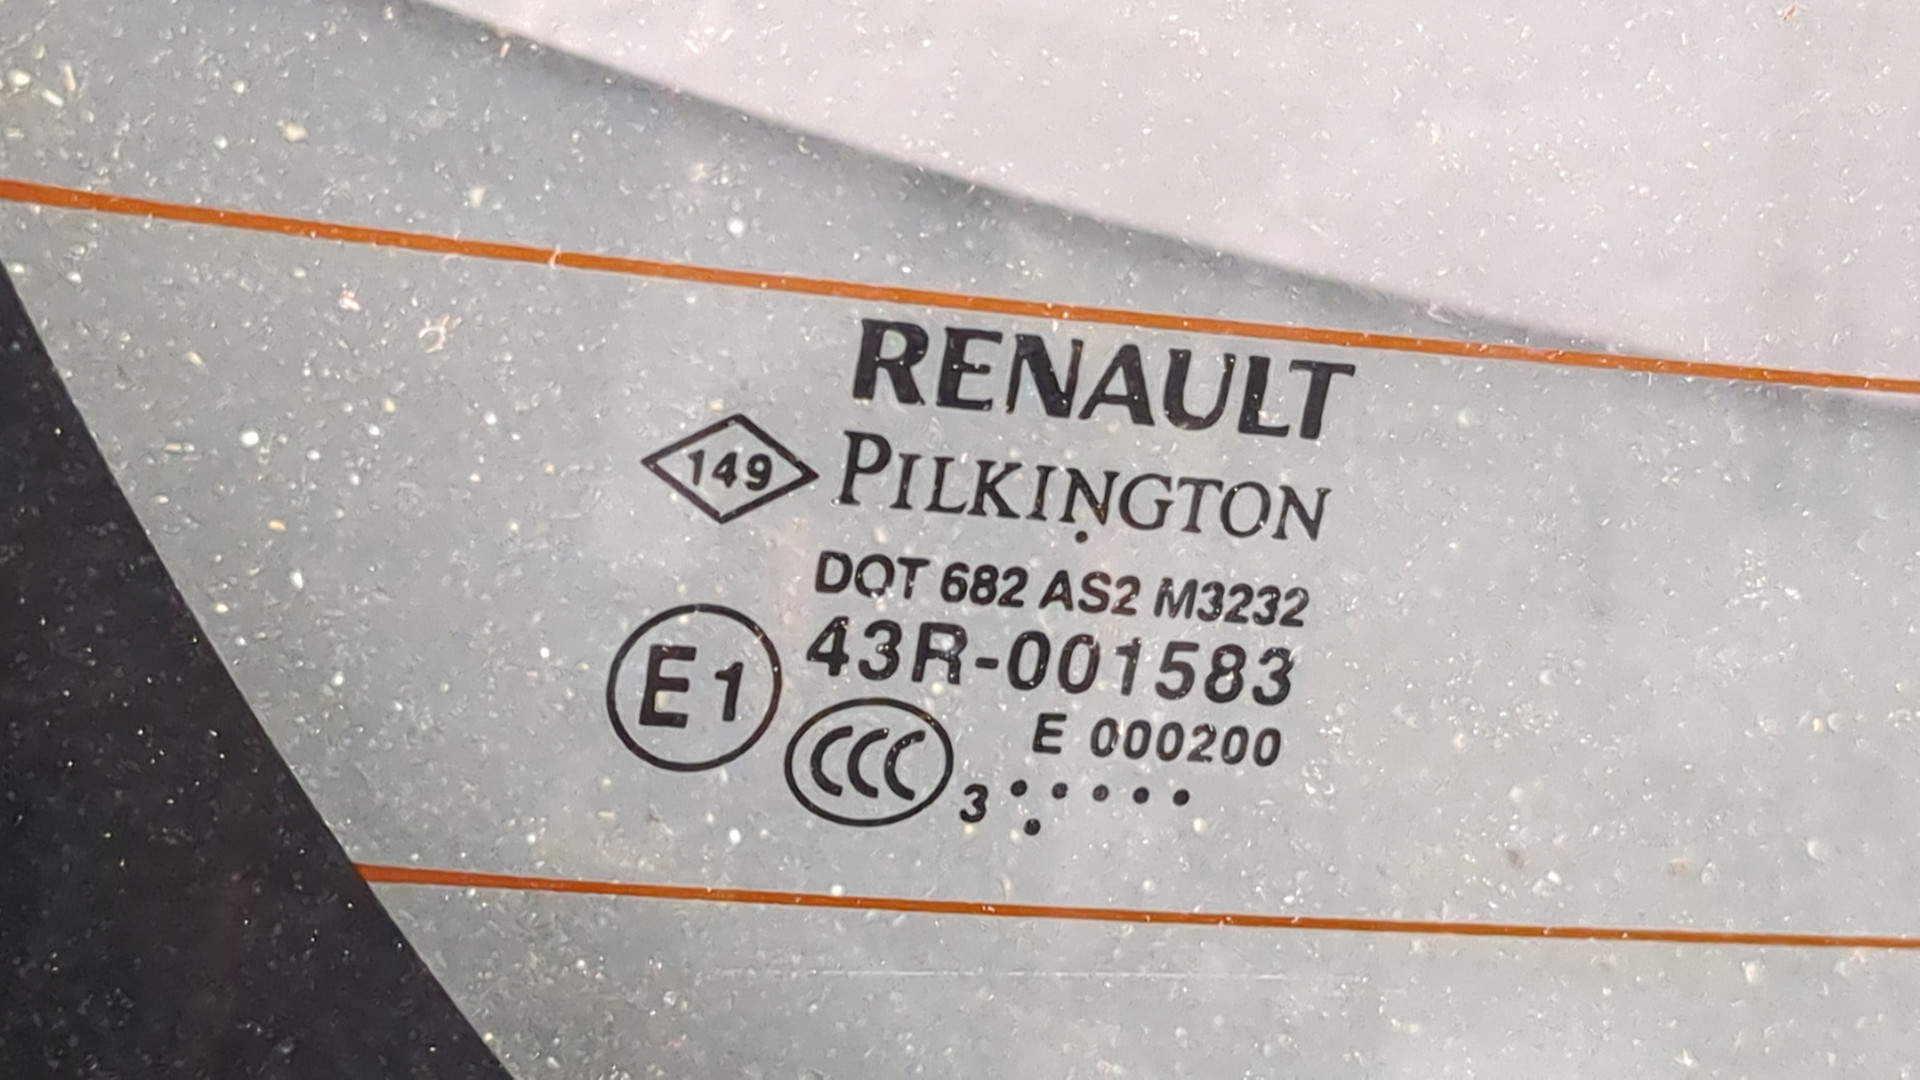 RENAULT
149 PILKINGTON
DOT 682 AS2 M3232
E1 43R-001583
E 000200
CCC 3